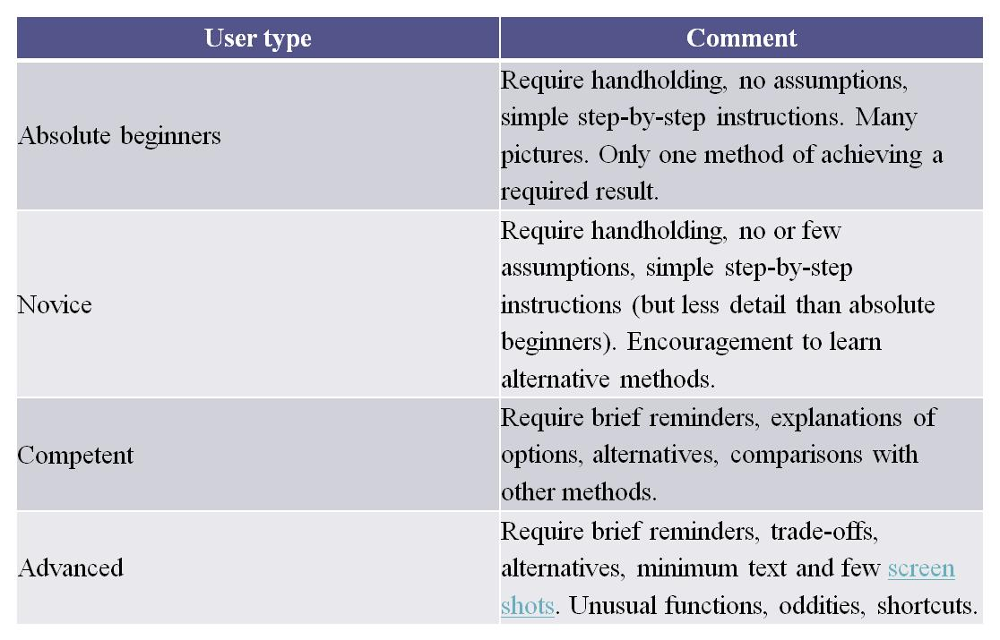 User type
Comment
Absolute beginners
Require handholding, no assumptions,
simple step-by-step instructions. Many
pictures. Only one method of achieving a
required result.
Novice
Require handholding, no or few
assumptions, simple step-by-step
instructions (but less detail than absolute
beginners). Encouragement to learn
alternative methods.
Competent
Require brief reminders, explanations of
options, alternatives, comparisons with
other methods.
Advanced
Require brief reminders, trade-offs,
alternatives, minimum text and few screen
shots. Unusual functions, oddities, shortcuts.